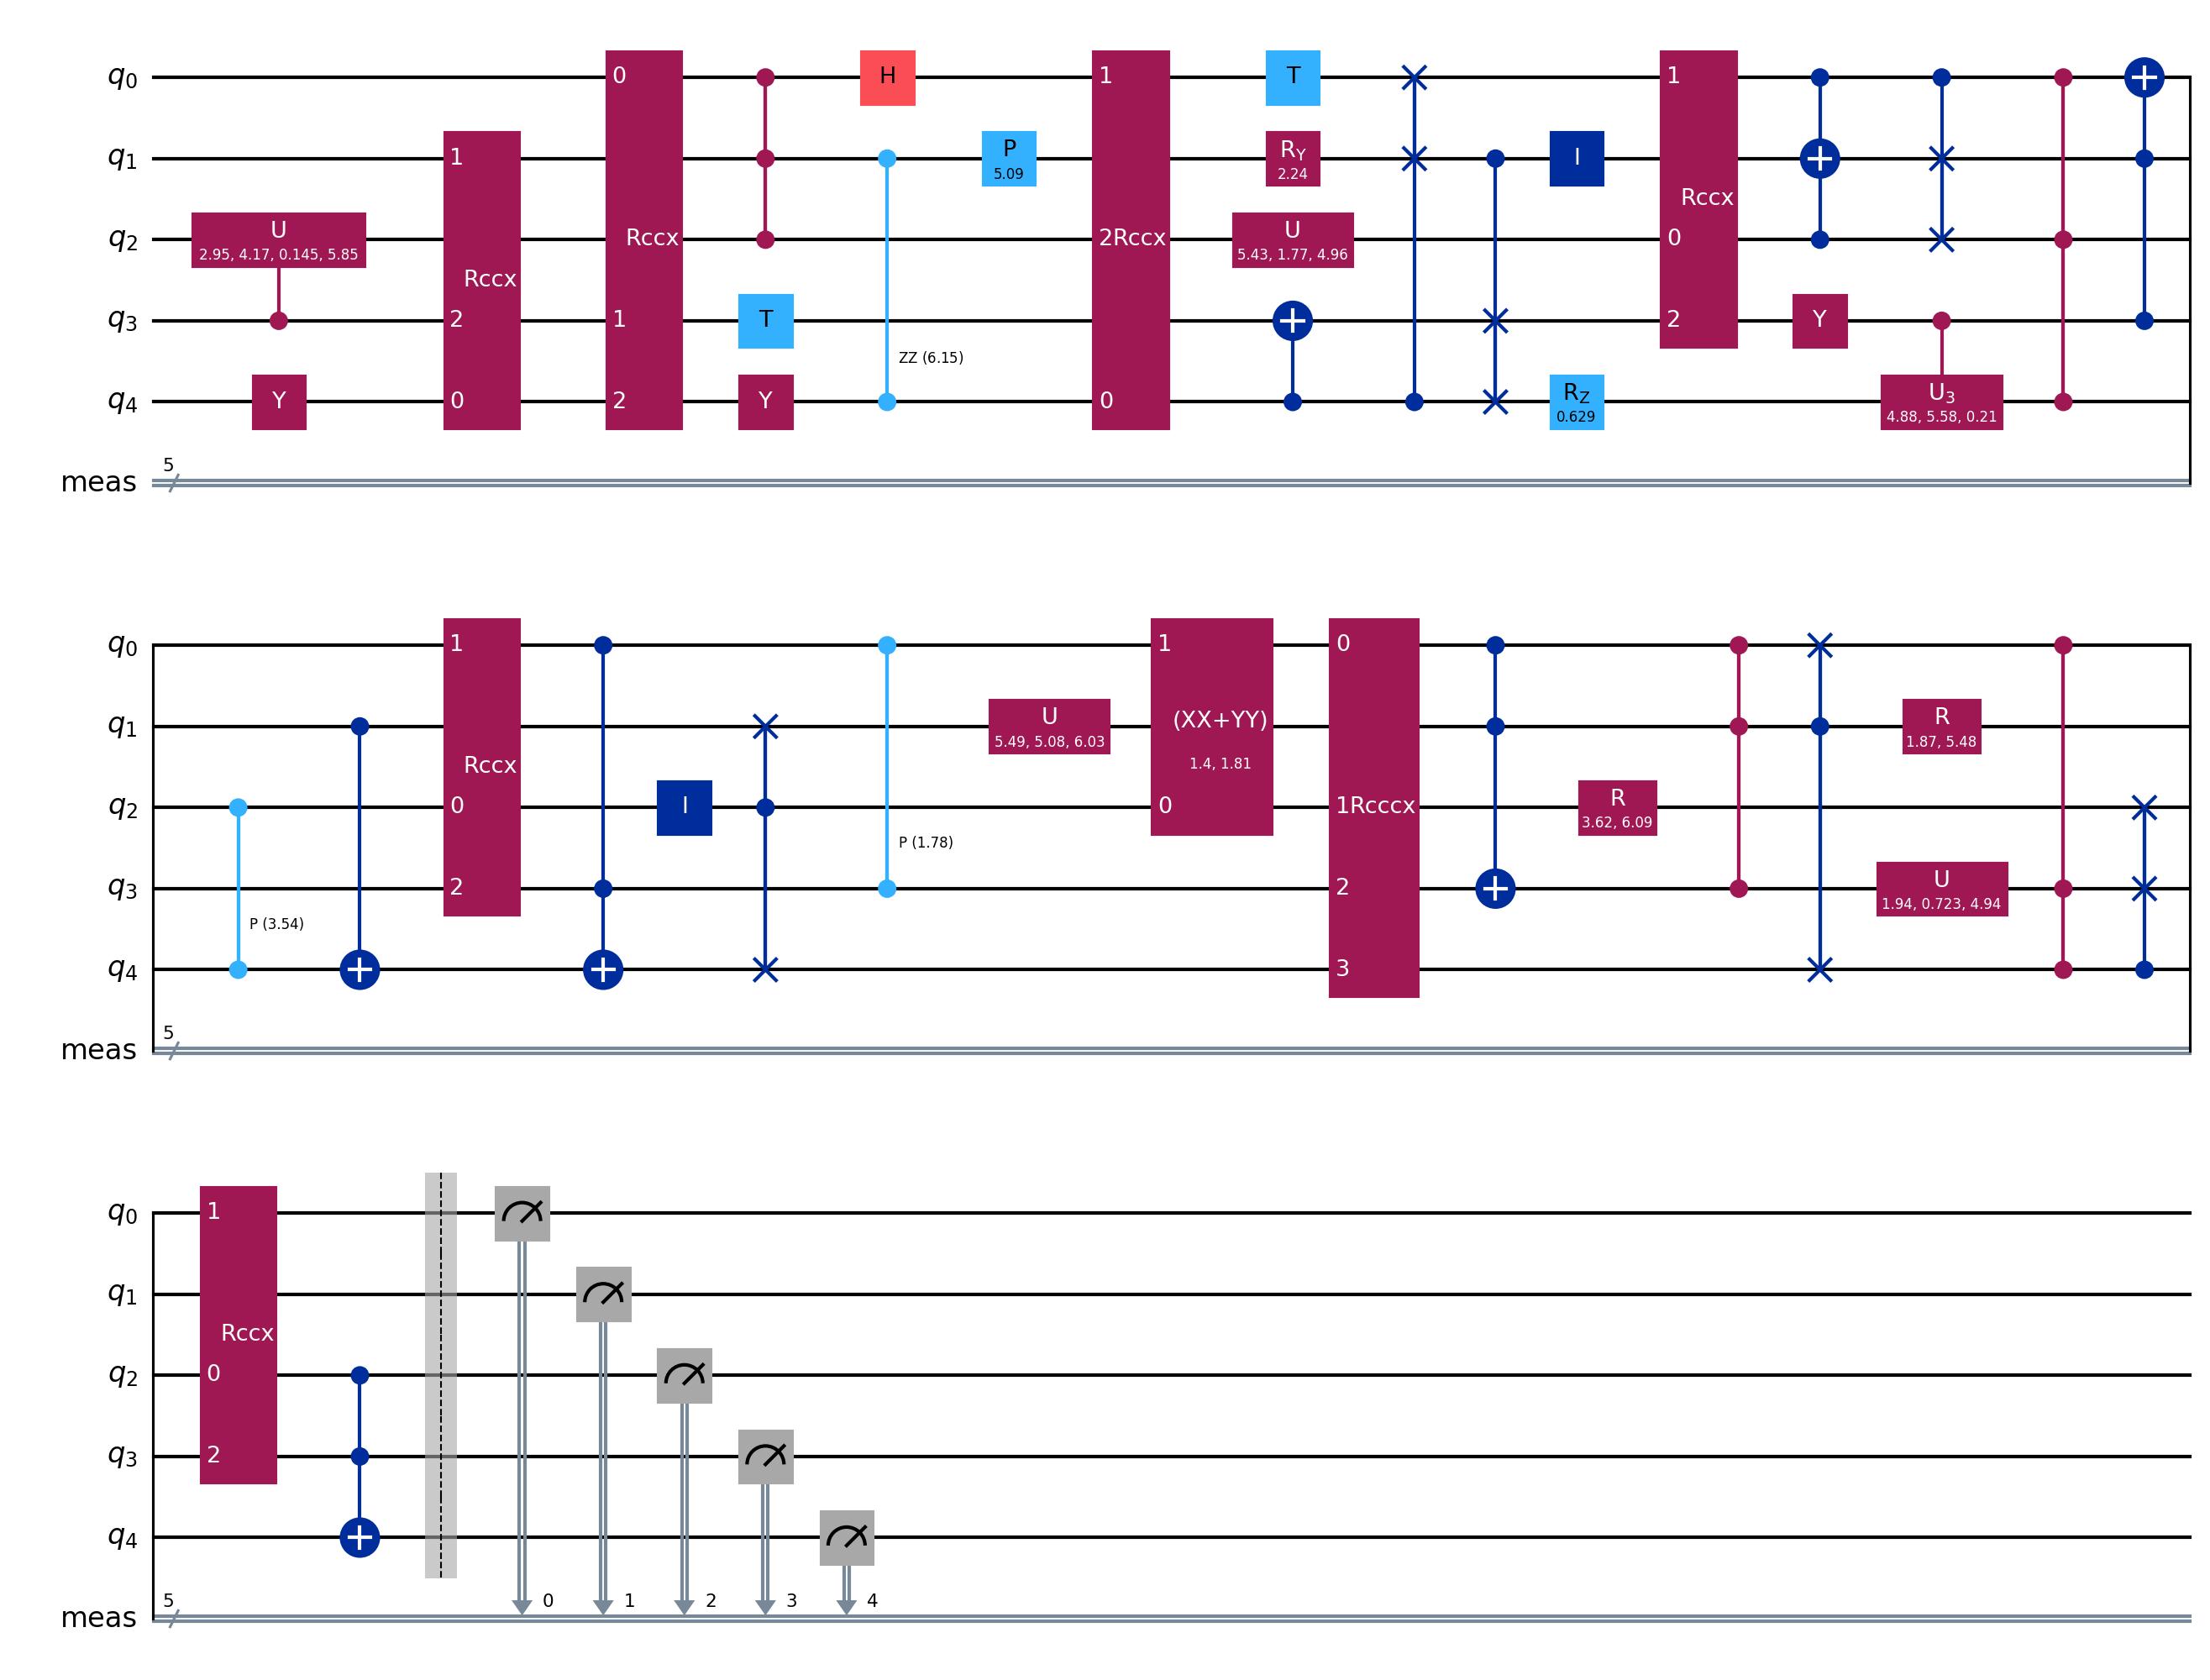 q0 0 H 1 T 1
q1 1 P 5.09 RY 2.24 I Rccx
q2 U 2.95, 4.17, 0.145, 5.85 Rccx Rccx 2Rccx U 5.43, 1.77, 4.96 0
q3 2 1 T ZZ (6.15) 2 Y
q4 Y 0 2 Y 0 RZ 0.629 U3 4.88, 5.58, 0.21
meas 5
q0 1 1 0
q1 Rccx U 5.49, 5.08, 6.03 (XX+YY) 1.4, 1.81 R 1.87, 5.48
q2 0 I P (1.78) 0 1Rcccx R 3.62, 6.09
q3 P (3.54) 2 2 U 1.94, 0.723, 4.94
q4 3
meas 5
q0 1
q1 Rccx
q2 0
q3 2
q4
meas 5 0 1 2 3 4